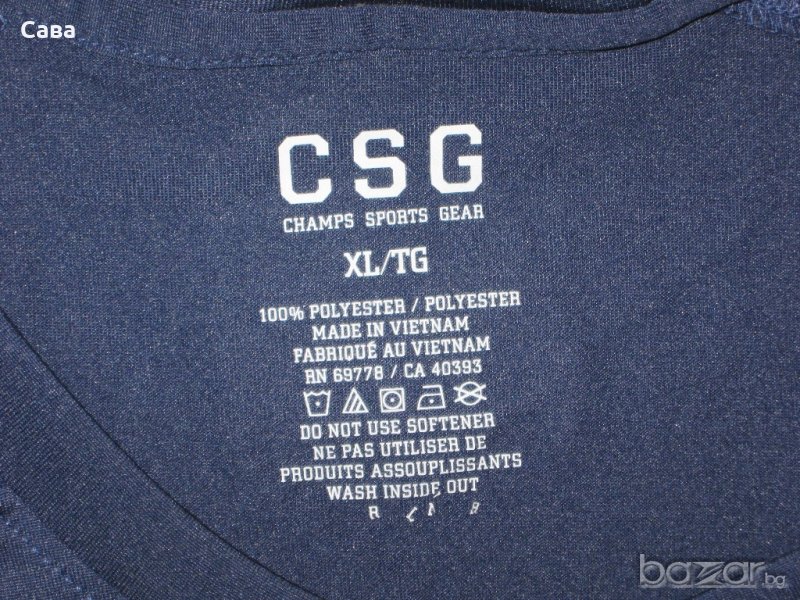 Сава
CSG
CHAMPS SPORTS GEAR
XL/TG
100% POLYESTER / POLYESTER
MADE IN VIETNAM
FABRIQUÉ AU VIETNAM
RN 69778 / CA 40393
DO NOT USE SOFTENER
NE PAS UTILISER DE
PRODUITS ASSOUPLISSANTS
WASH INSIDE OUT
bazar.bg